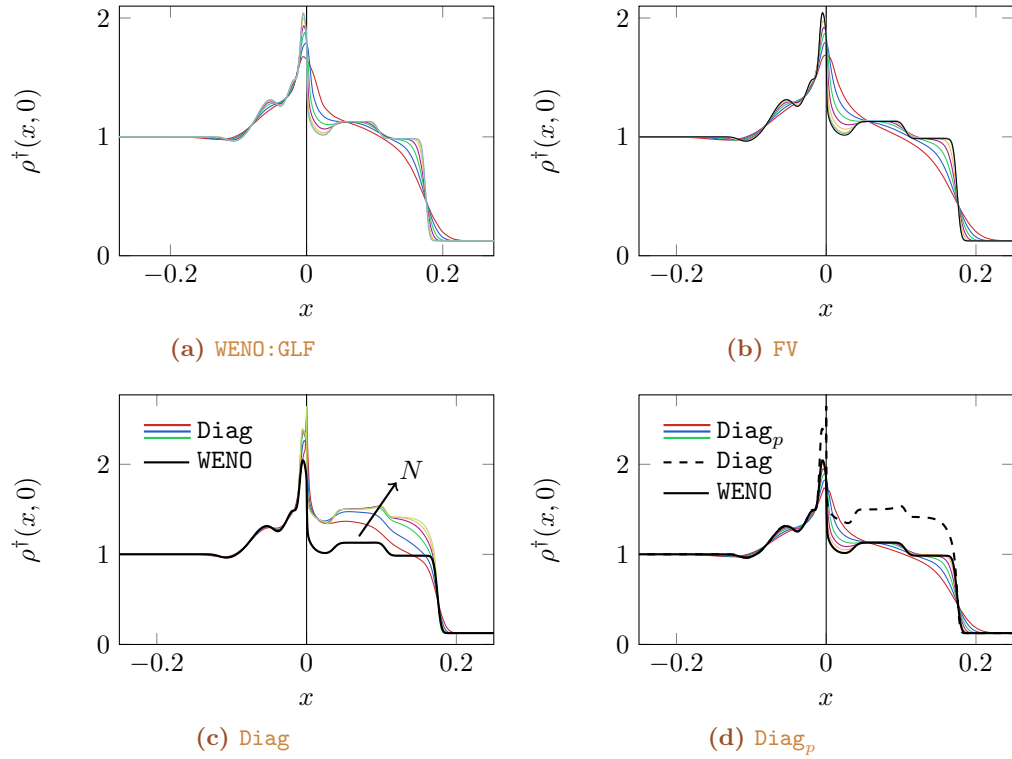 2
1
0
−0.2
0
0.2
x
ρ†(x, 0)
(a) WENO:GLF
2
1
0
−0.2
0
0.2
x
ρ†(x, 0)
(b) FV
2
1
0
−0.2
0
0.2
x
ρ†(x, 0)
Diag
WENO
N
(c) Diag
2
1
0
−0.2
0
0.2
x
ρ†(x, 0)
Diag_p
Diag
WENO
(d) Diag_p